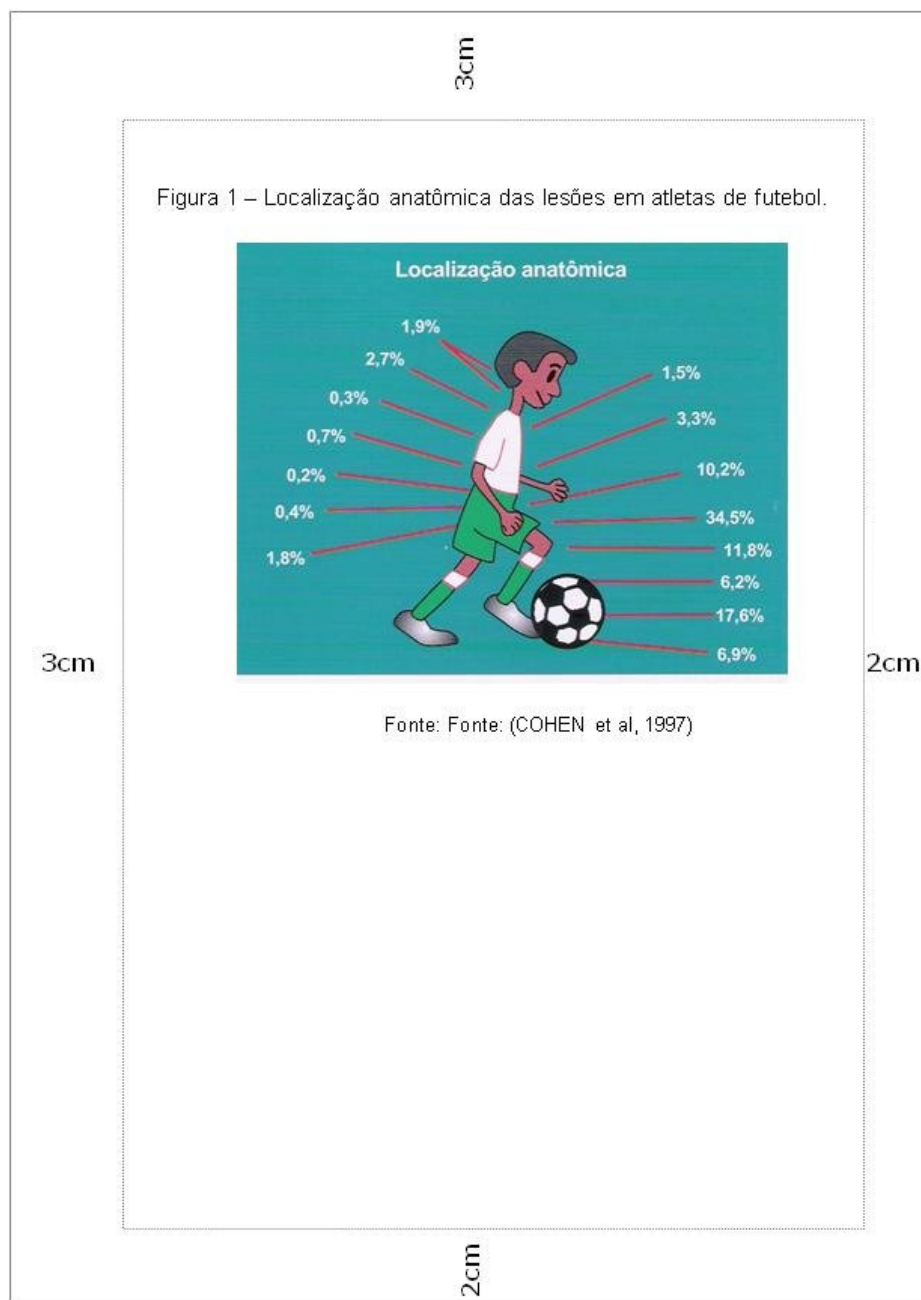 3cm
Figura 1 – Localização anatômica das lesões em atletas de futebol.
Localização anatômica
1,9%
2,7%
0,3%
0,7%
0,2%
0,4%
1,8%
1,5%
3,3%
10,2%
34,5%
11,8%
6,2%
17,6%
6,9%
3cm
2cm
Fonte: Fonte: (COHEN et al, 1997)
2cm